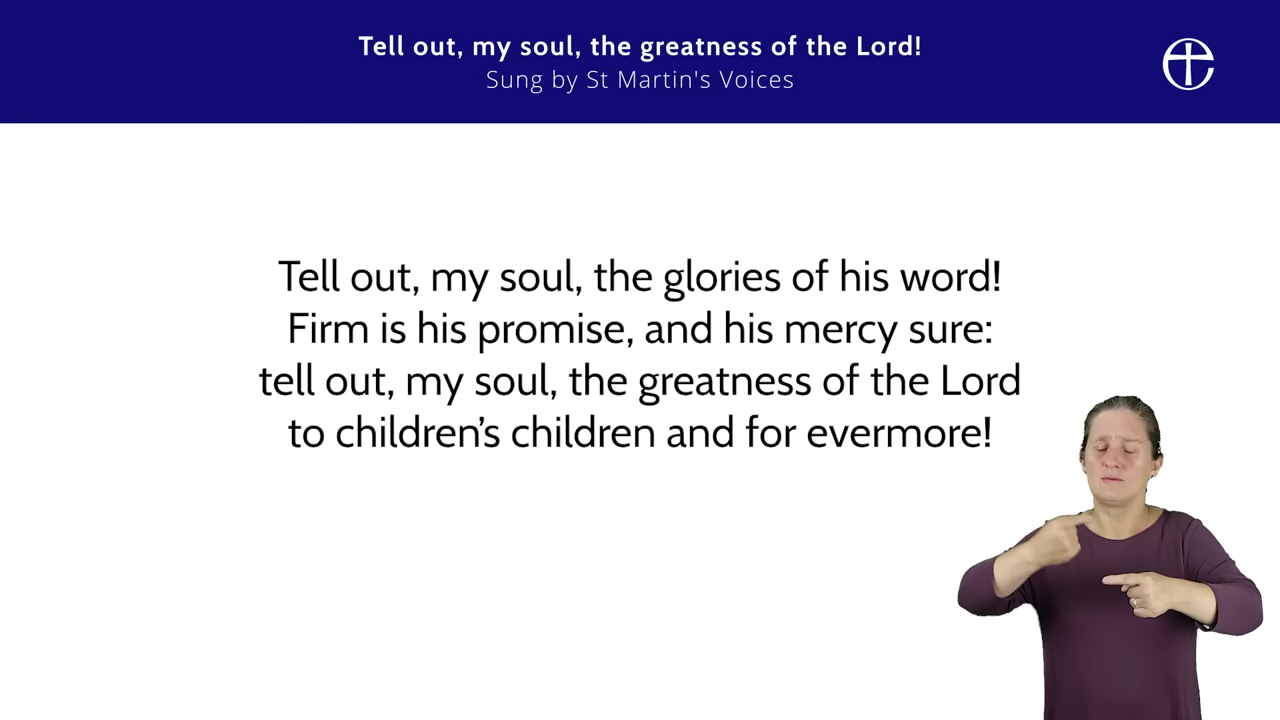 Tell out, my soul, the greatness of the Lord!
Sung by St Martin's Voices
Tell out, my soul, the glories of his word!
Firm is his promise, and his mercy sure:
tell out, my soul, the greatness of the Lord
to children’s children and for evermore!